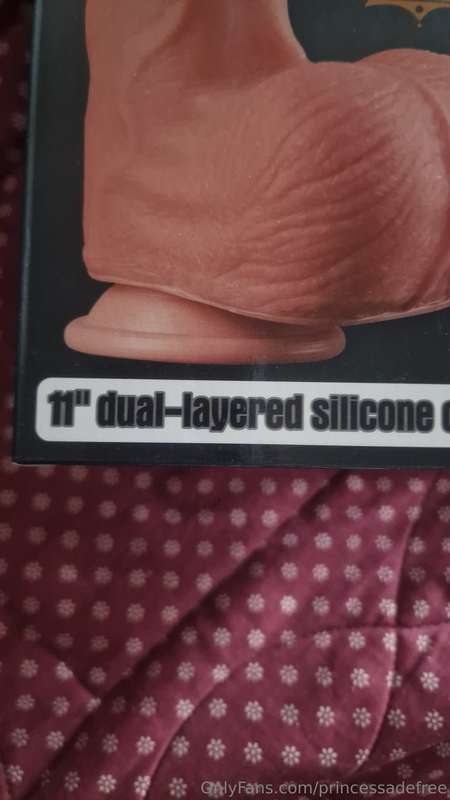 11" dual-layered silicone
OnlyFans.com/princessadefree